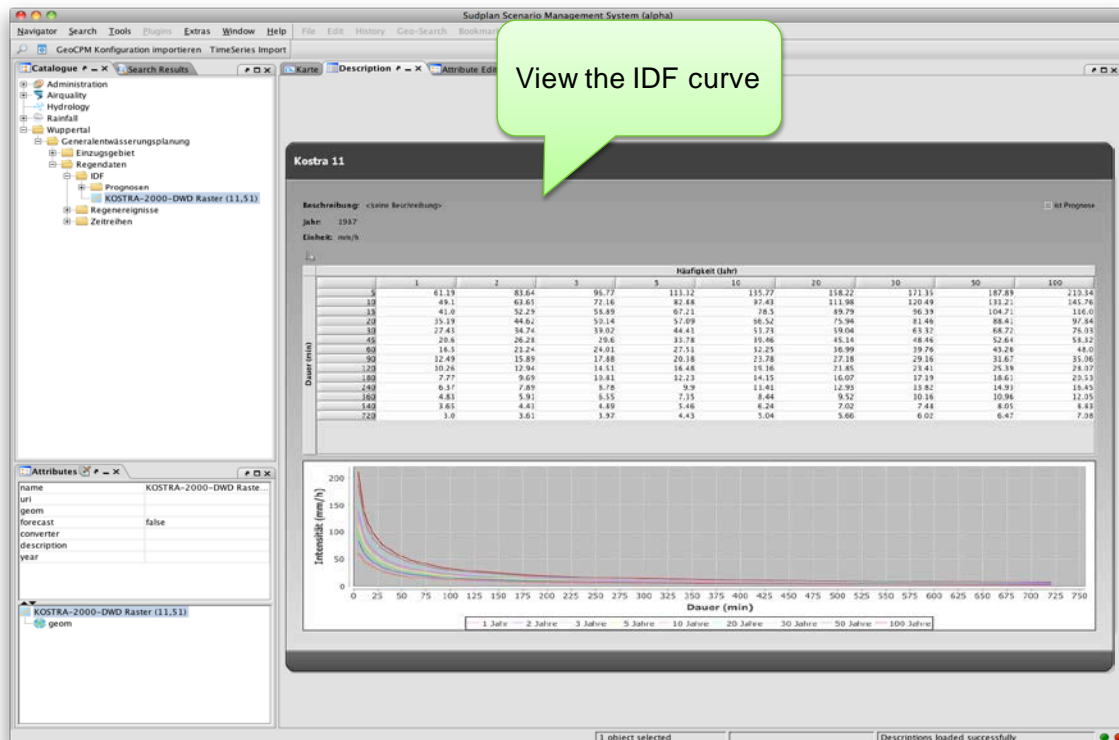 Sudplan Scenario Management System (alpha)
Navigator Search Tools Plugins Extras Window Help File Edit History Geo-Search Bookmark
GeoCPM Konfiguration importieren TimeSeries Import
Catalogue Search Results
Karte Description Attribute Edi
View the IDF curve
Administration
Airquality
Hydrology
Rainfall
Wuppertal
Generalentwässerungsplanung
Einzugsgebiet
Regendaten
IDF
Prognosen
KOSTRA-2000-DWD Raster (11,51)
Regenereignisse
Zeitreihen
Kostra 11
Beschreibung: <keine Beschreibung>
ist Prognose
Jahr:
Einheit: mm/h
Häufigkeit (Jahr)
1 2 3 5 10 20 30 50 100
Dauer (min)
5 61.19 83.64 96.77 113.32 135.77 158.22 171.35 187.89 210.34
10 49.1 63.65 72.16 82.88 97.43 111.98 120.49 131.21 145.76
15 41.0 52.29 58.89 67.21 78.5 89.79 96.39 104.71 116.0
20 35.19 44.62 50.14 57.09 66.52 75.94 81.46 88.41 97.84
30 27.43 34.74 39.02 44.41 51.73 59.04 63.32 68.72 76.03
45 20.6 26.28 29.6 33.78 39.46 45.14 48.46 52.64 58.32
60 16.5 21.24 24.01 27.51 32.25 36.99 39.76 43.26 48.0
90 12.49 15.89 17.88 20.38 23.78 27.18 29.16 31.67 35.06
120 10.26 12.94 14.51 16.48 19.16 21.85 23.41 25.39 28.07
180 7.77 9.69 10.81 12.23 14.15 16.07 17.19 18.61 20.53
240 6.37 7.89 8.78 9.9 11.41 12.93 13.82 14.93 16.45
360 4.83 5.91 6.55 7.35 8.44 9.52 10.16 10.96 12.05
540 3.65 4.43 4.89 5.46 6.24 7.02 7.48 8.05 8.83
720 3.0 3.61 3.97 4.43 5.04 5.66 6.02 6.47 7.08
Attributes
name KOSTRA-2000-DWD Raste...
uri
geom
forecast false
converter
description
year
KOSTRA-2000-DWD Raster (11,51)
geom
Intensität (mm/h)
200
150
100
50
0
0 25 50 75 100 125 150 175 200 225 250 275 300 325 350 375 400 425 450 475 500 525 550 575 600 625 650 675 700 725 750
Dauer (min)
1 Jahr 2 Jahre 3 Jahre 5 Jahre 10 Jahre 20 Jahre 30 Jahre 50 Jahre 100 Jahre
1 object selected
Descriptions loaded successfully